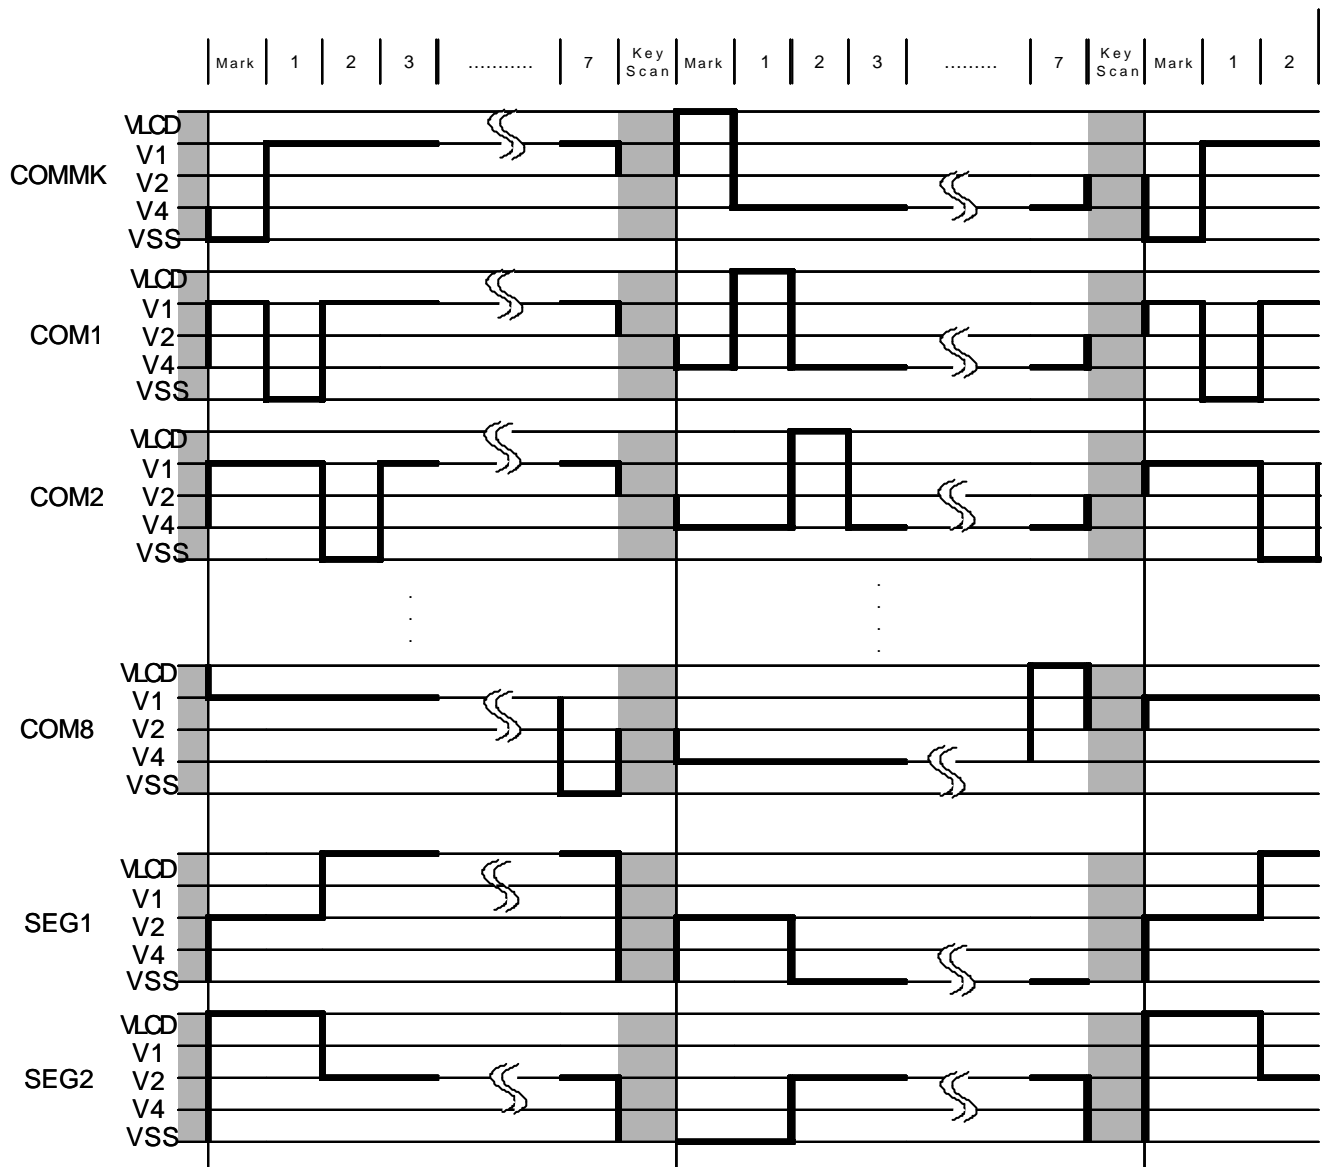 Mark 1 2 3 ........... 7 Key Scan Mark 1 2 3 ......... 7 Key Scan Mark 1 2
COMMK
VLCD
V1
V2
V4
VSS
COM1
VLCD
V1
V2
V4
VSS
COM2
VLCD
V1
V2
V4
VSS
COM8
VLCD
V1
V2
V4
VSS
SEG1
VLCD
V1
V2
V4
VSS
SEG2
VLCD
V1
V2
V4
VSS